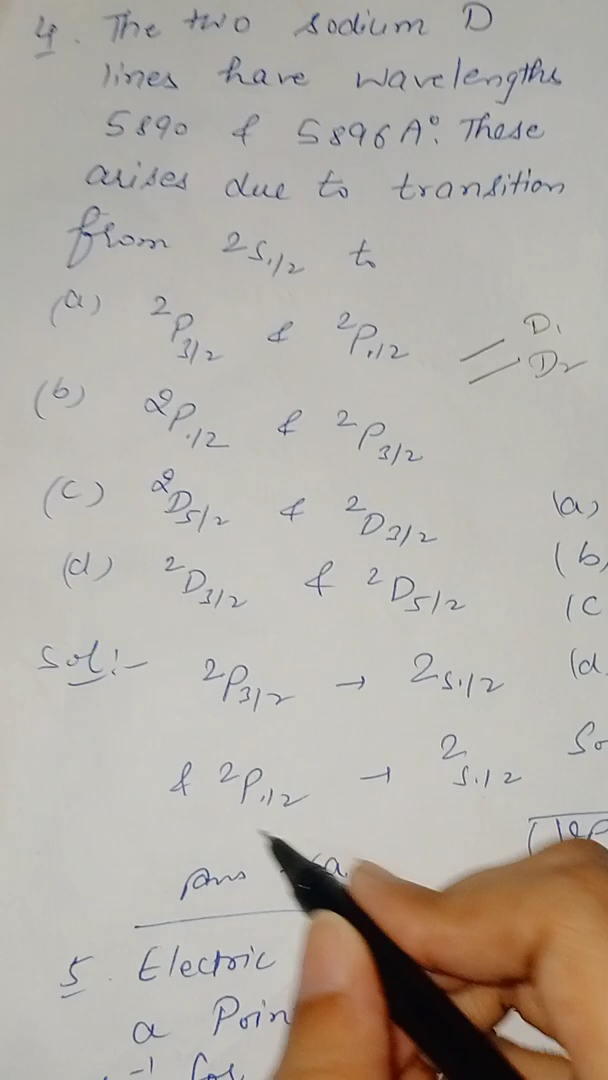 4. The two sodium D
lines have wavelengths
5890 & 5896 A°. These
arises due to transition
from 2s1/2 to
(a) ²P3/2 & ²P1/2
D1
D2
(b) ²P1/2 & ²P3/2
(c) ²D5/2 & ²D3/2
(d) ²D3/2 & ²D5/2
Sol:- ²P3/2 → 2s1/2
& ²P1/2 → ²s1/2
Ans (a
5. Electric
a Poin
-1 for
(a)
(b)
(c
(d.
So